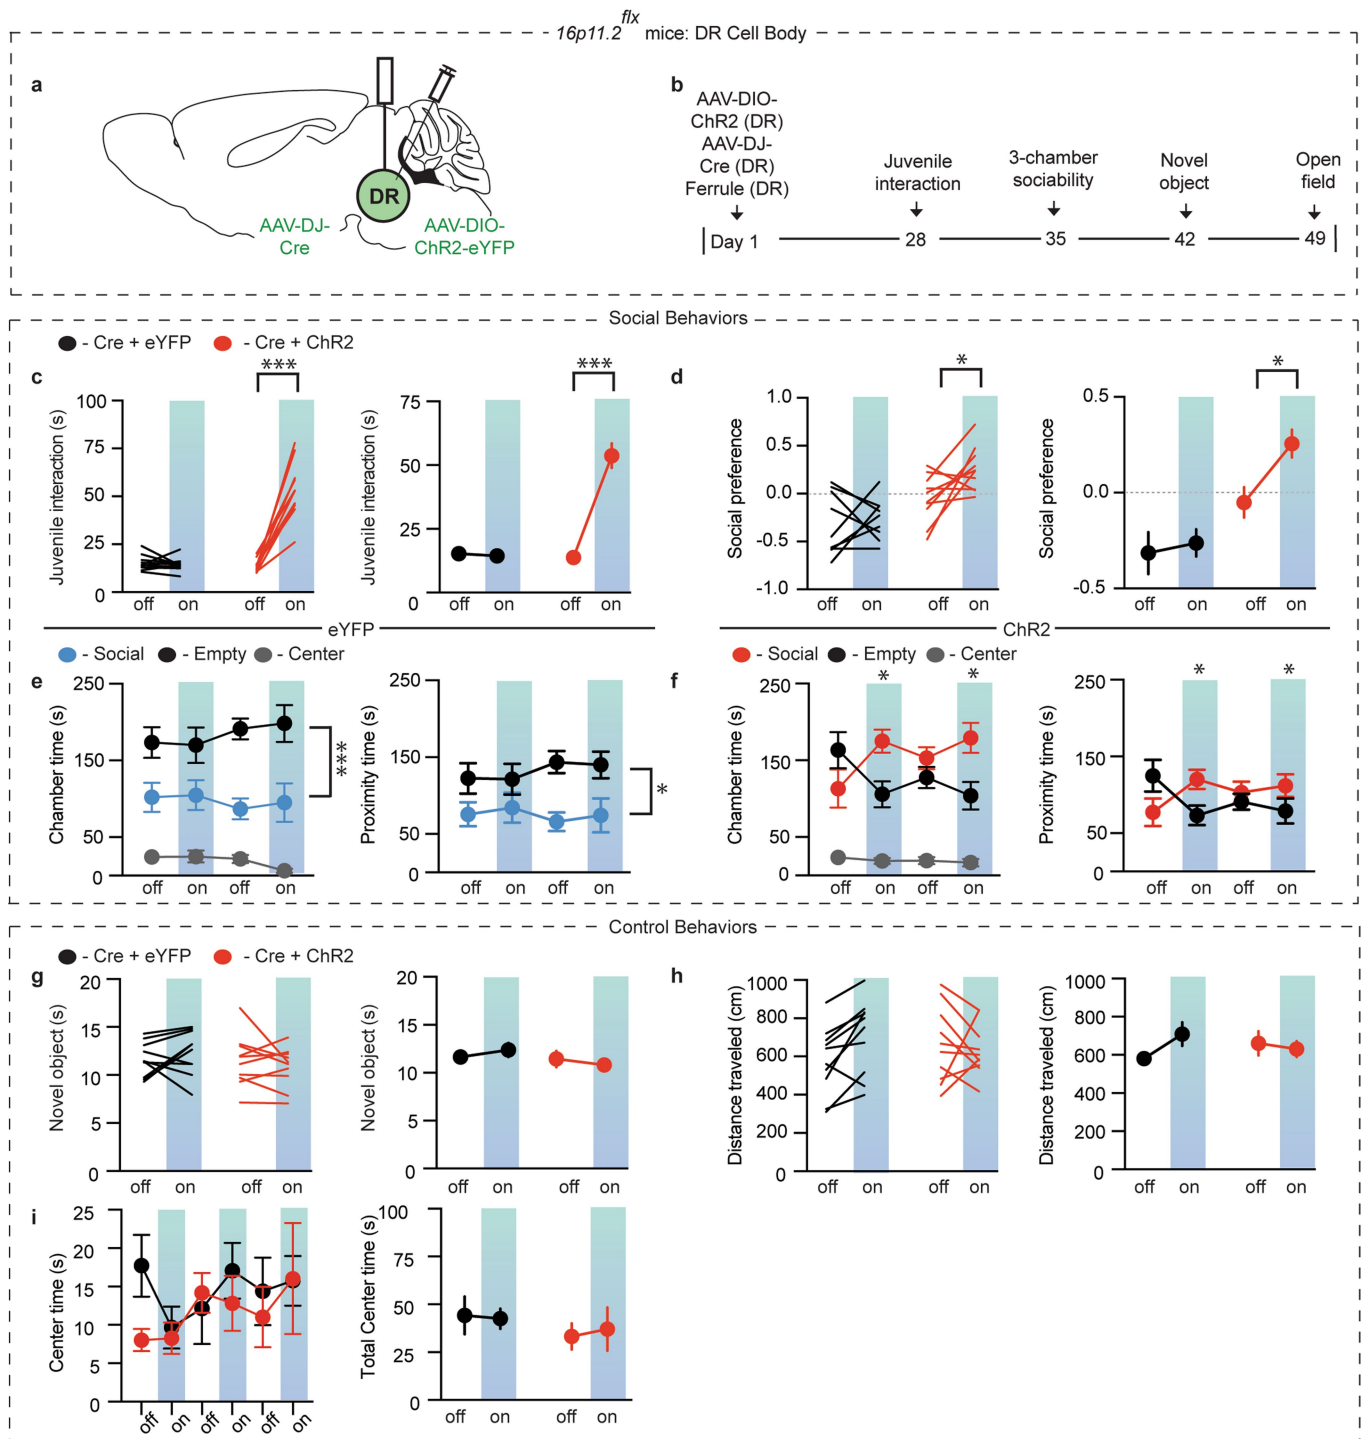 16p11.2flx mice: DR Cell Body
a
DR
AAV-DJ-
Cre
AAV-DIO-
ChR2-eYFP
b
AAV-DIO-
ChR2 (DR)
AAV-DJ-
Cre (DR)
Ferrule (DR)
Juvenile
interaction
3-chamber
sociability
Novel
object
Open
field
Day 1
28
35
42
49
Social Behaviors
- Cre + eYFP
- Cre + ChR2
c
***
Juvenile interaction (s)
100
75
50
25
0
off
on
off
on
***
Juvenile interaction (s)
75
50
25
0
off
on
off
on
d
*
Social preference
1.0
0.5
0.0
-0.5
-1.0
off
on
off
on
*
Social preference
0.5
0.0
-0.5
off
on
off
on
eYFP
- Social
- Empty
- Center
e
Chamber time (s)
250
150
50
0
off
on
off
on
***
Proximity time (s)
250
150
50
0
off
on
off
on
*
ChR2
- Social
- Empty
- Center
f
*
*
Chamber time (s)
250
150
50
0
off
on
off
on
*
*
Proximity time (s)
250
150
50
0
off
on
off
on
Control Behaviors
- Cre + eYFP
- Cre + ChR2
g
Novel object (s)
20
15
10
5
0
off
on
off
on
Novel object (s)
20
15
10
5
0
off
on
off
on
h
Distance traveled (cm)
1000
800
600
400
200
0
off
on
off
on
Distance traveled (cm)
1000
800
600
400
200
0
off
on
off
on
i
Center time (s)
25
20
15
10
5
0
off
on
off
on
off
on
Total Center time (s)
100
75
50
25
0
off
on
off
on